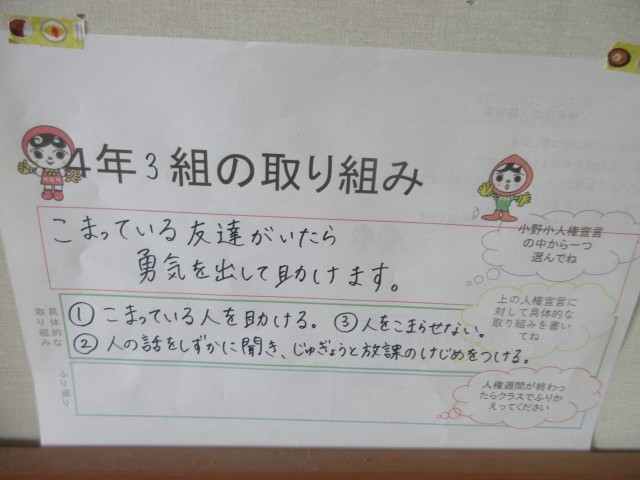 4年3組の取り組み
こまっている友達がいたら
勇気を出して助けます。
小野小人権宣言
の中から一つ
選んでね
具体的な
取り組み
① こまっている人を助ける。 ③ 人をこまらせない。
② 人の話をしずかに聞き、じゅぎょうと放課のけじめをつける。
上の人権宣言に
対して具体的な
取り組みを書い
てね
ふり返り
人権週間が終わっ
たらクラスでふりか
えってください